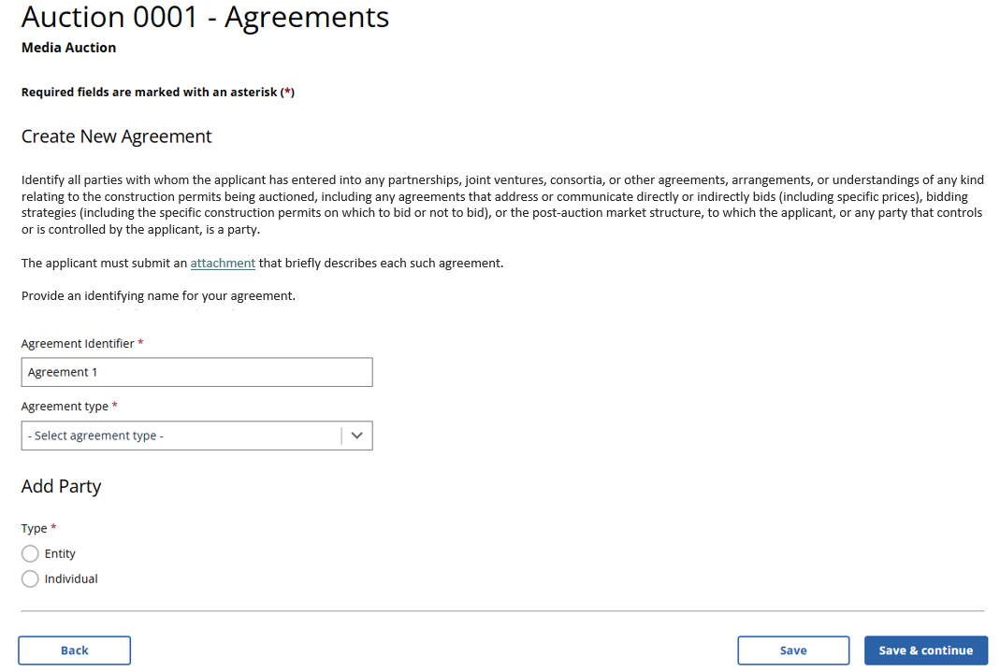 Auction 0001 - Agreements
Media Auction
Required fields are marked with an asterisk (*)
Create New Agreement
Identify all parties with whom the applicant has entered into any partnerships, joint ventures, consortia, or other agreements, arrangements, or understandings of any kind
relating to the construction permits being auctioned, including any agreements that address or communicate directly or indirectly bids (including specific prices), bidding
strategies (including the specific construction permits on which to bid or not to bid), or the post-auction market structure, to which the applicant, or any party that controls
or is controlled by the applicant, is a party.
The applicant must submit an attachment that briefly describes each such agreement.
Provide an identifying name for your agreement.
Agreement Identifier *
Agreement 1
Agreement type *
- Select agreement type -
Add Party
Type *
Entity
Individual
Back Save Save & continue